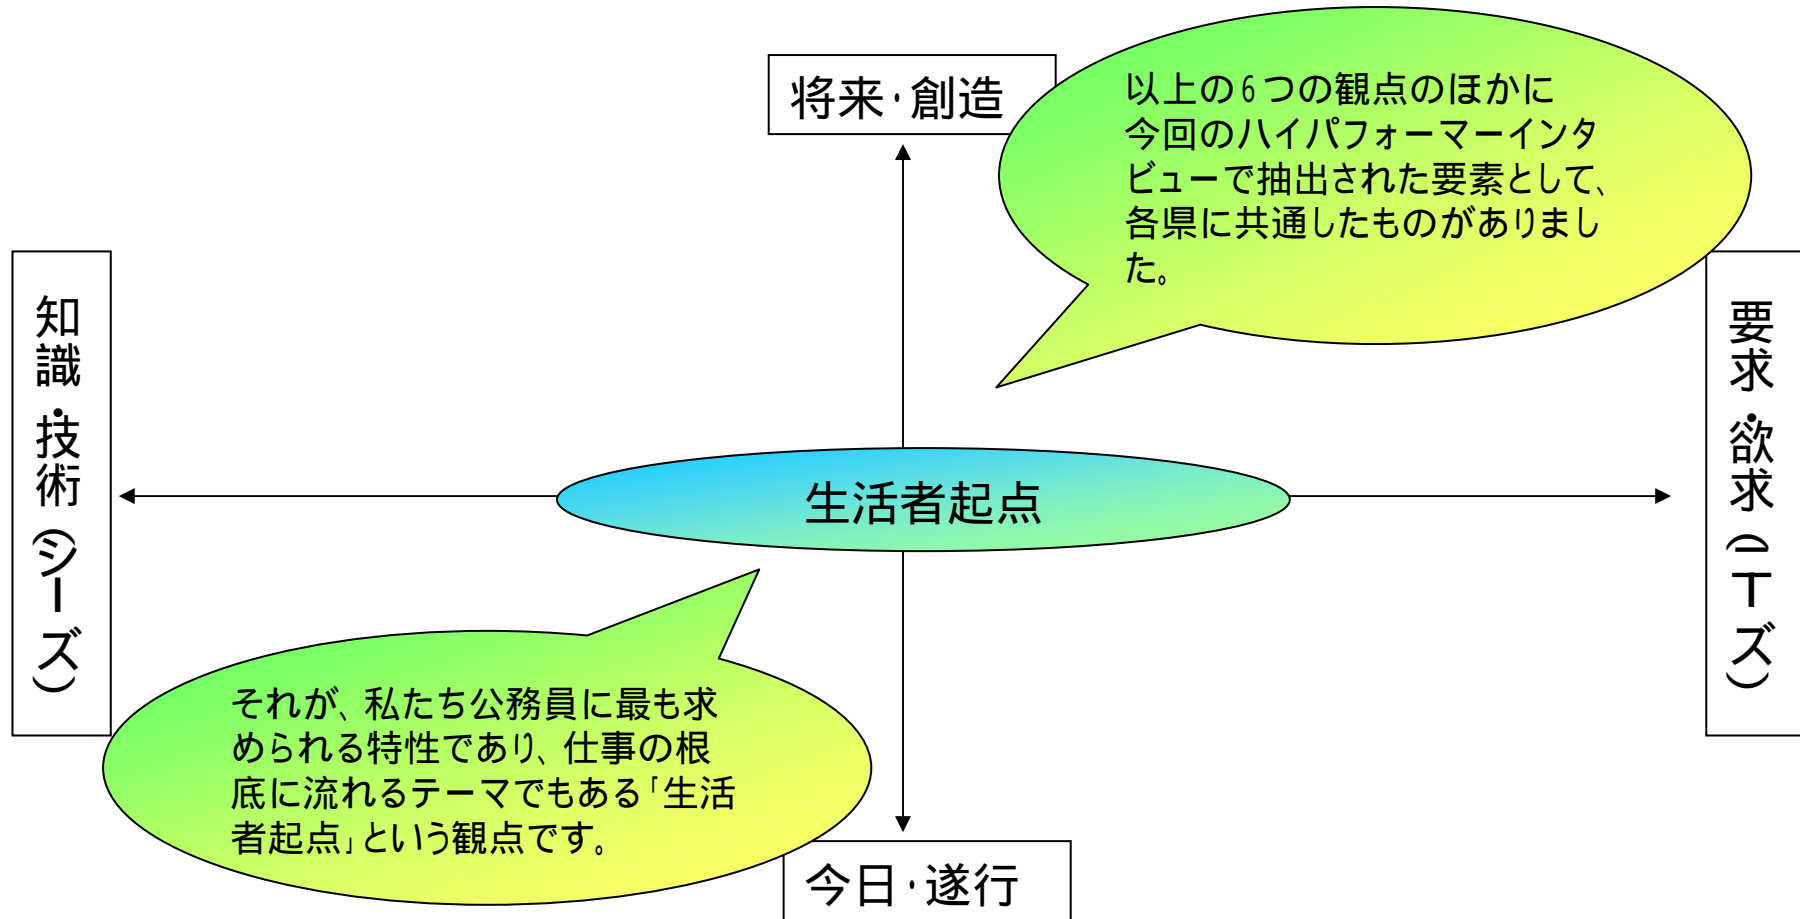 将来・創造
以上の6つの観点のほかに
今回のハイパフォーマーインタ
ビューで抽出された要素として、
各県に共通したものがありまし
た。
知識・技術(シーズ)
要求・欲求(ニーズ)
生活者起点
それが、私たち公務員に最も求
められる特性であり、仕事の根
底に流れるテーマでもある「生活
者起点」という観点です。
今日・遂行